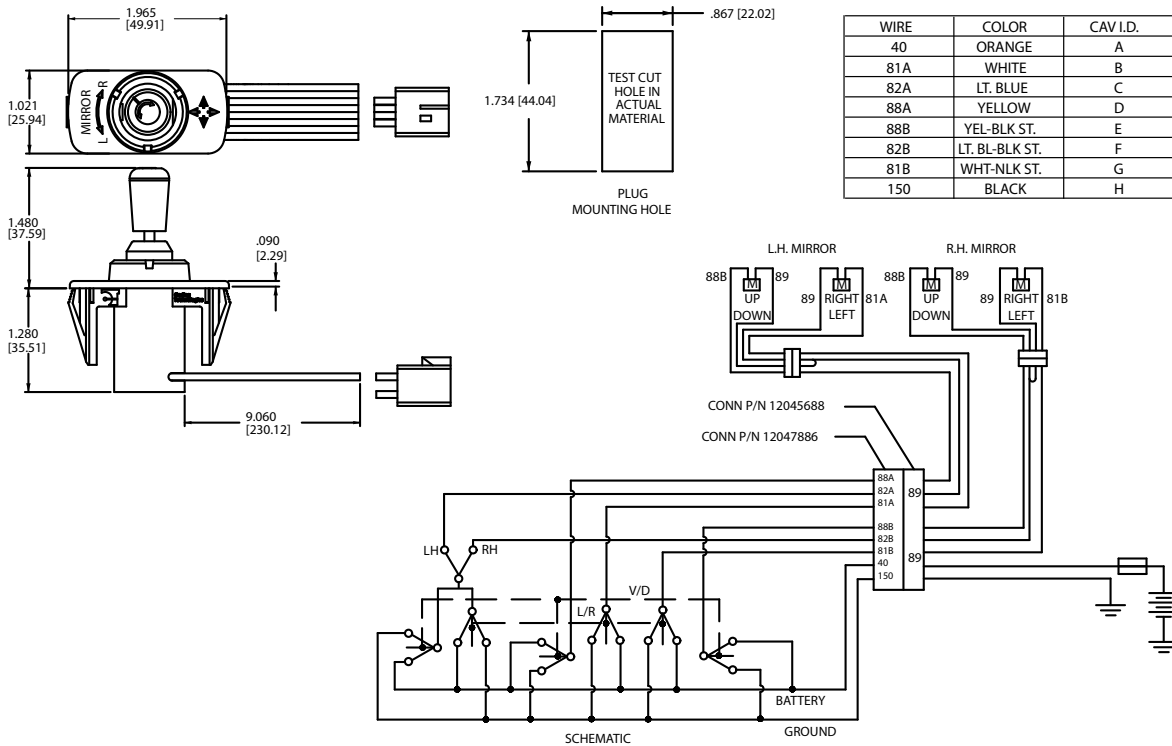 1.965
[49.91]
1.021
[25.94]
MIRROR
L
R
1.480
[37.59]
.090
[2.29]
1.280
[35.51]
9.060
[230.12]
.867 [22.02]
1.734 [44.04]
TEST CUT
HOLE IN
ACTUAL
MATERIAL
PLUG
MOUNTING HOLE
WIRE COLOR CAV I.D.
40 ORANGE A
81A WHITE B
82A LT. BLUE C
88A YELLOW D
88B YEL-BLK ST. E
82B LT. BL-BLK ST. F
81B WHT-NLK ST. G
150 BLACK H
L.H. MIRROR R.H. MIRROR
88B 89 88B 89
M M M M
UP 89 RIGHT 81A UP 89 RIGHT 81B
DOWN LEFT DOWN LEFT
CONN P/N 12045688
CONN P/N 12047886
88A
82A 89
81A
88B
82B
81B
40 89
150
LH RH
V/D
L/R
BATTERY
GROUND
SCHEMATIC